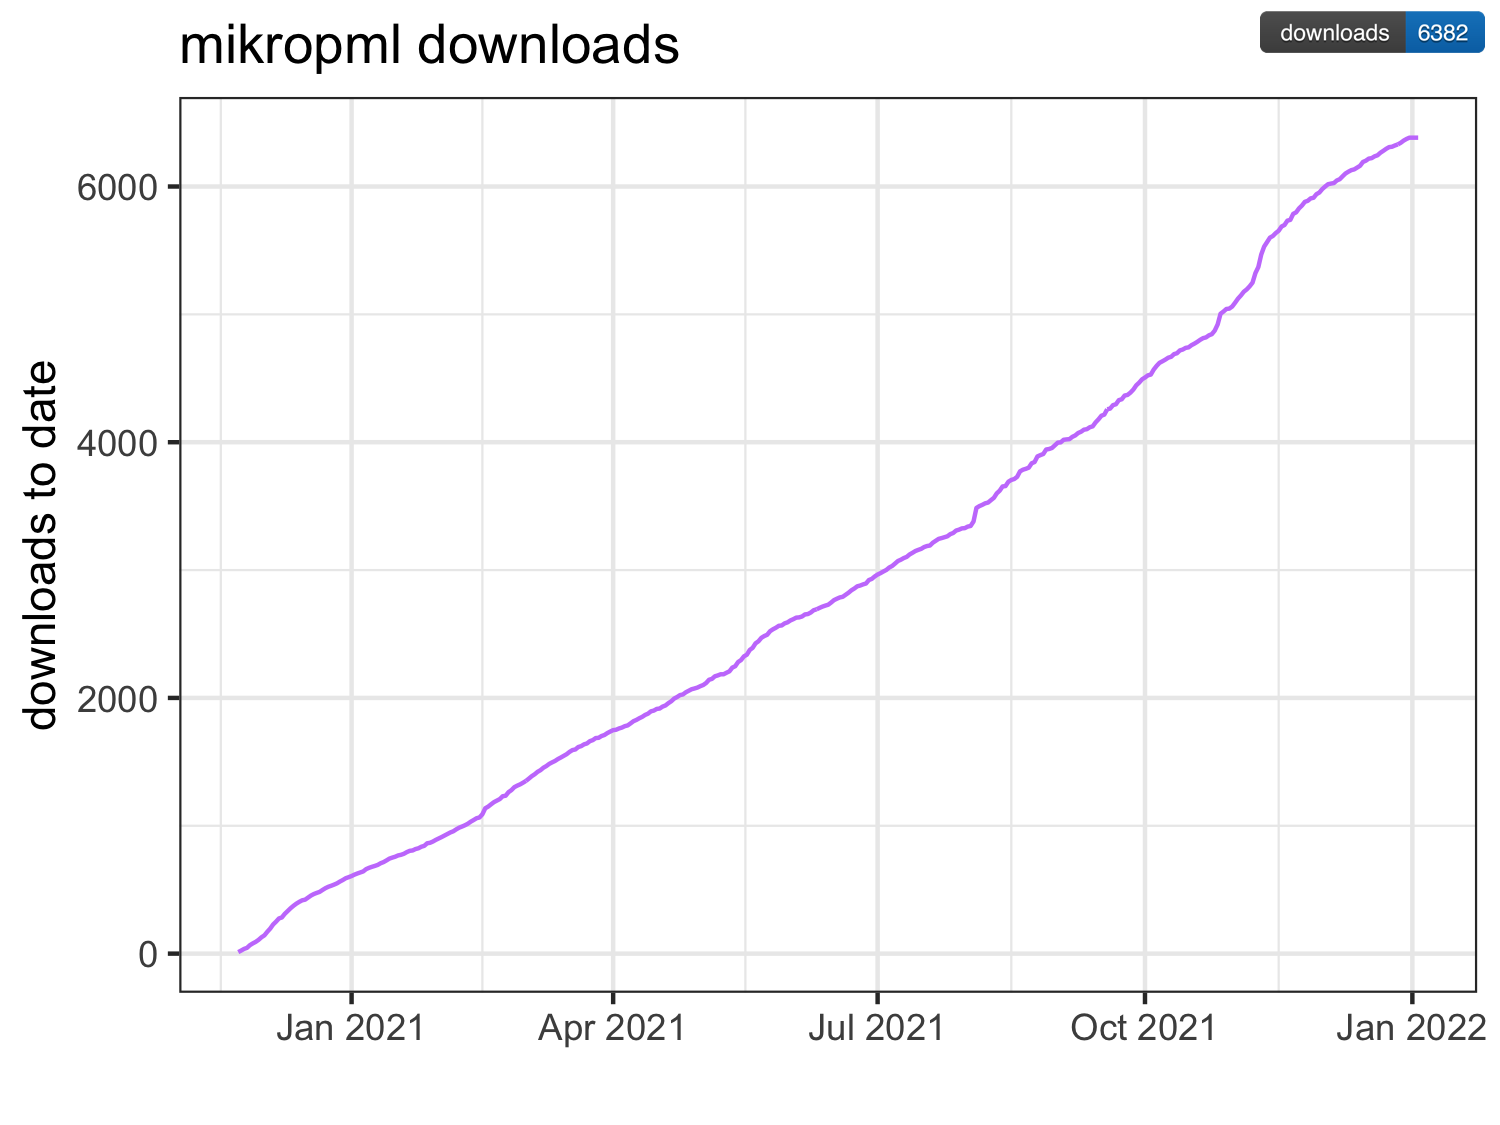 mikropml downloads
downloads 6382
downloads to date
6000
4000
2000
0
Jan 2021
Apr 2021
Jul 2021
Oct 2021
Jan 2022